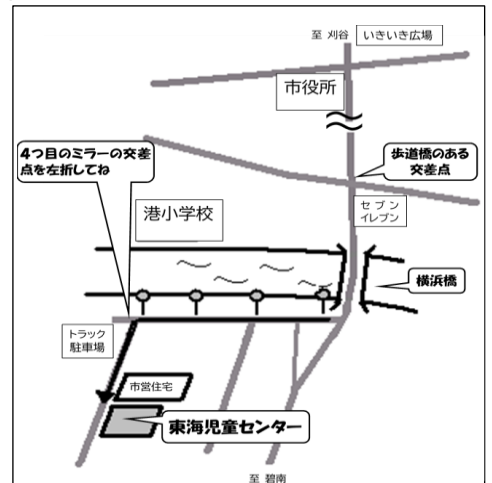 至 刈谷
いきいき広場
市役所
4つ目のミラーの交差
点を左折してね
歩道橋のある
交差点
港小学校
セブン
イレブン
横浜橋
トラック
駐車場
市営住宅
東海児童センター
至 碧南